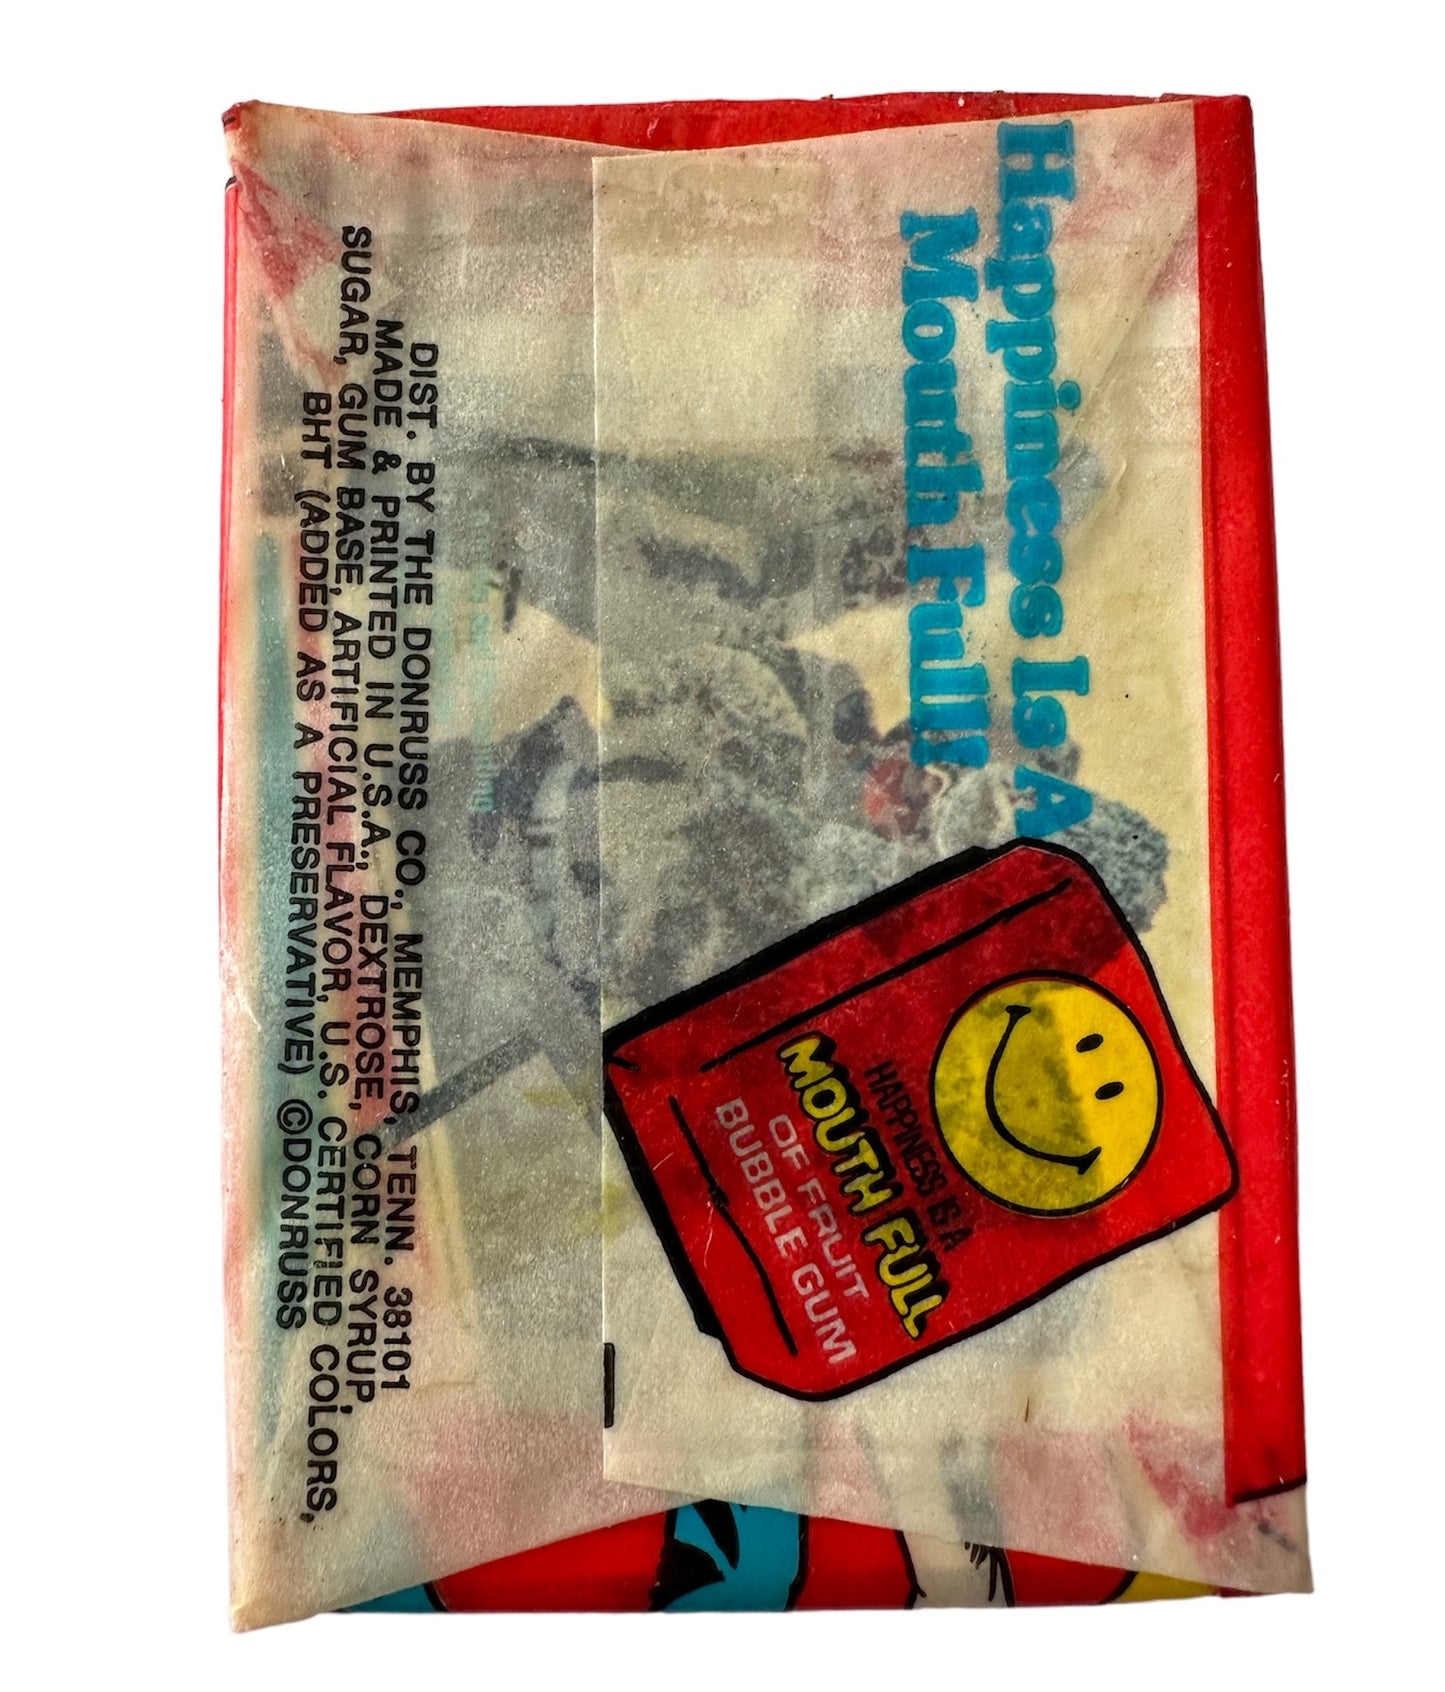 Happiness Is A
Mouth Full!
HAPPINESS IS A
MOUTH FULL
OF FRUIT
BUBBLE GUM
DIST. BY THE DONRUSS CO., MEMPHIS, TENN. 38101
MADE & PRINTED IN U.S.A., DEXTROSE, CORN SYRUP,
SUGAR, GUM BASE, ARTIFICIAL FLAVOR, U.S. CERTIFIED COLORS,
BHT (ADDED AS A PRESERVATIVE) ©DONRUSS